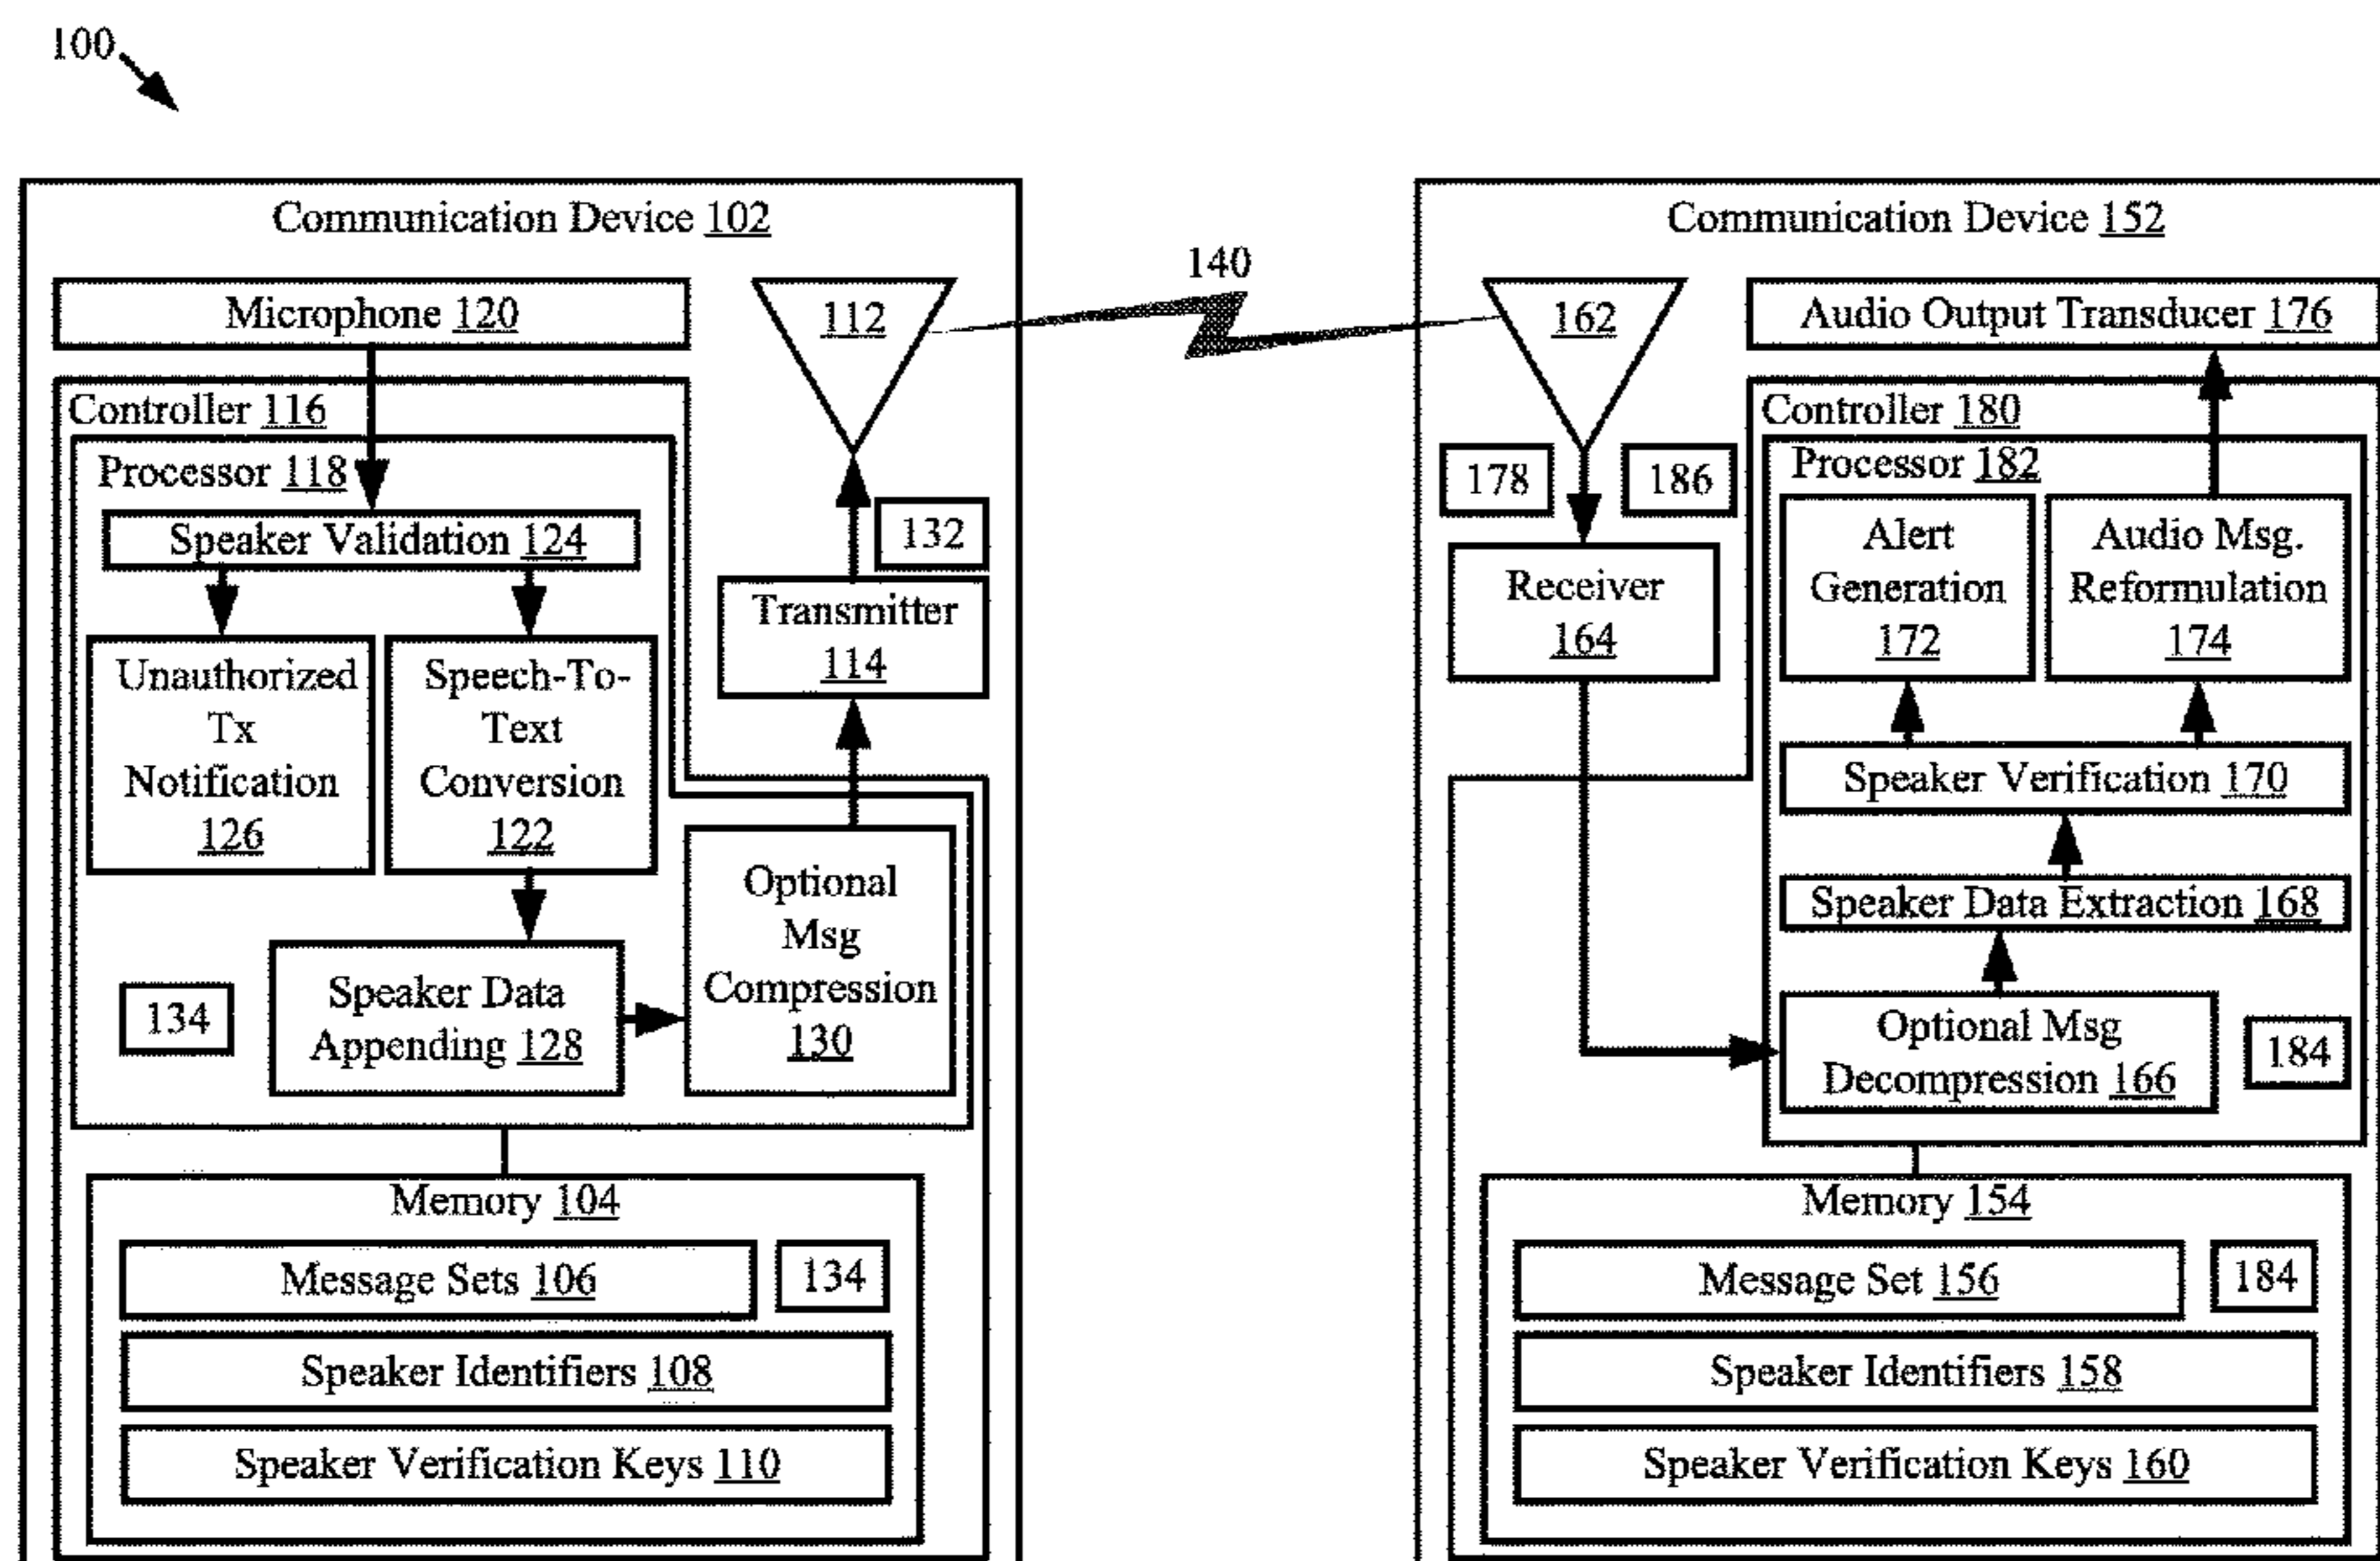 100
Communication Device 102
Microphone 120
112
Controller 116
Processor 118
Speaker Validation 124
132
Transmitter
114
Unauthorized
Tx
Notification
126
Speech-To-
Text
Conversion
122
Optional
Msg
Compression
130
134
Speaker Data
Appending 128
Memory 104
Message Sets 106
134
Speaker Identifiers 108
Speaker Verification Keys 110
140
Communication Device 152
162
Audio Output Transducer 176
Controller 180
178
186
Processor 182
Receiver
164
Alert
Generation
172
Audio Msg.
Reformulation
174
Speaker Verification 170
Speaker Data Extraction 168
Optional Msg
Decompression 166
184
Memory 154
Message Set 156
184
Speaker Identifiers 158
Speaker Verification Keys 160